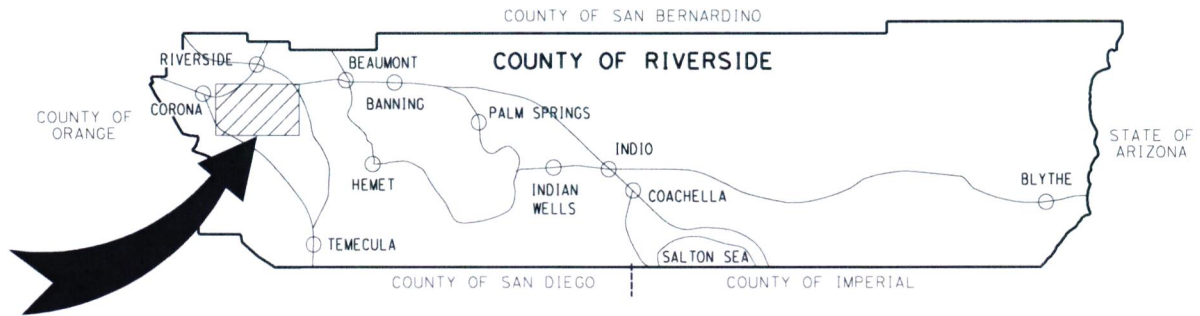 COUNTY OF SAN BERNARDINO
COUNTY OF RIVERSIDE
RIVERSIDE
BEAUMONT
BANNING
CORONA
PALM SPRINGS
COUNTY OF
ORANGE
STATE OF
ARIZONA
INDIO
HEMET
INDIAN
WELLS
COACHELLA
BLYTHE
TEMECULA
SALTON SEA
COUNTY OF SAN DIEGO
COUNTY OF IMPERIAL